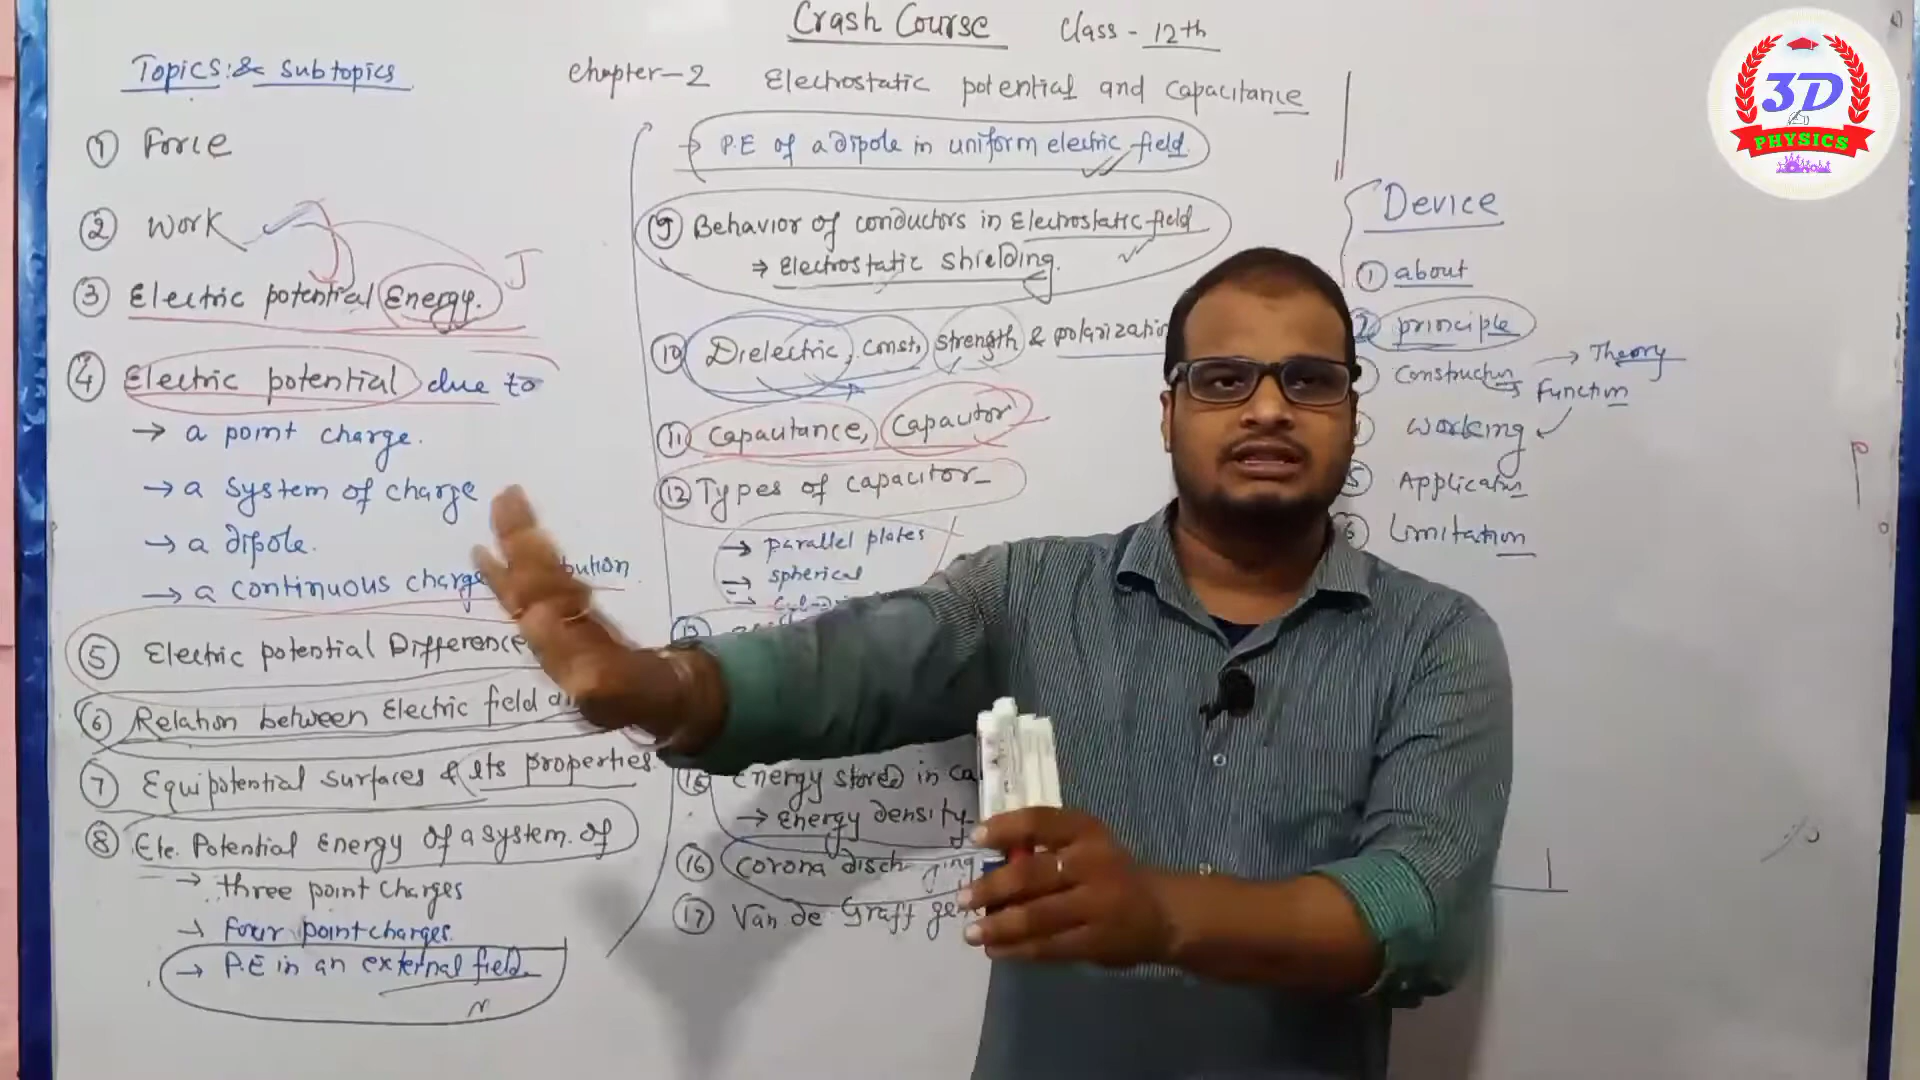 Crash Course Class - 12th
Chapter-2 Electrostatic potential and Capacitance
Topics & Subtopics
① Force
② Work
③ Electric potential Energy. J
④ Electric potential due to
→ a point charge.
→ a system of charge
→ a dipole.
→ a continuous charge
⑤ Electric potential Difference
⑥ Relation between Electric field
⑦ Equipotential surfaces & its properties
⑧ Ele. Potential Energy of a system of
→ three point charges
→ four point charges.
→ P.E in an external field
→ P.E of a dipole in uniform electric field.
⑨ Behavior of conductors in Electrostatic field
⇒ Electrostatic shielding.
⑩ Dielectric, const, strength & polarization
⑪ Capacitance, Capacitor
⑫ Types of capacitor
→ parallel plates
→ spherical
⑬
⑮ Energy stored in
→ Energy density
⑯ Corona
⑰ Van de Graff
Device
① about
② principle
Construction → Theory
Function
Working
⑤ Application
⑥ Limitation
3D
PHYSICS